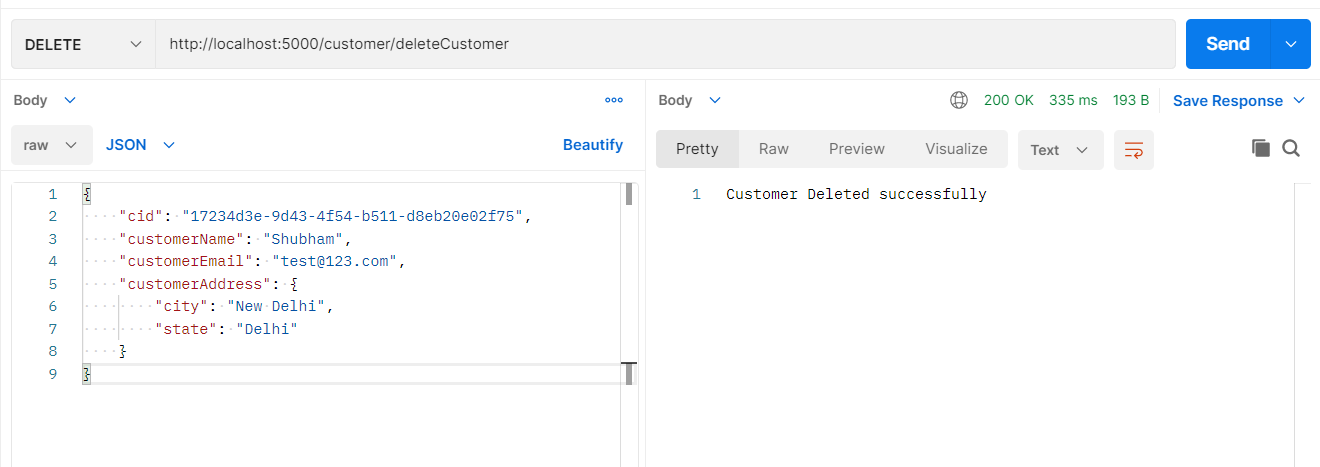 DELETE http://localhost:5000/customer/deleteCustomer Send
Body
raw JSON Beautify
1 {
2 "cid": "17234d3e-9d43-4f54-b511-d8eb20e02f75",
3 "customerName": "Shubham",
4 "customerEmail": "test@123.com",
5 "customerAddress": {
6 "city": "New Delhi",
7 "state": "Delhi"
8 }
9 }
Body 200 OK 335 ms 193 B Save Response
Pretty Raw Preview Visualize Text
1 Customer Deleted successfully